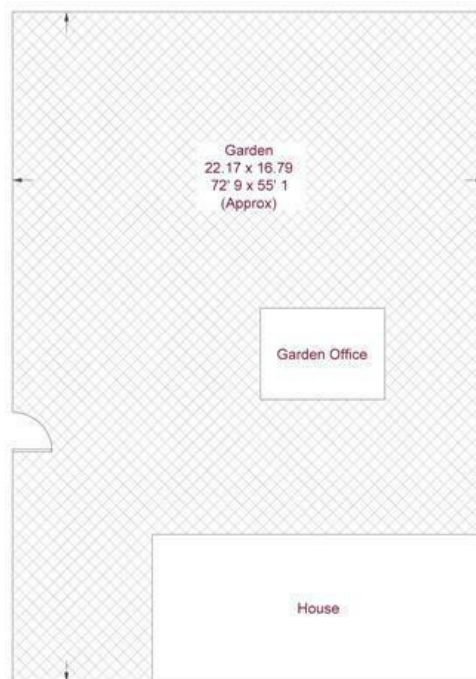 Garden
22.17 x 16.79
72' 9 x 55' 1
(Approx)
Garden Office
House